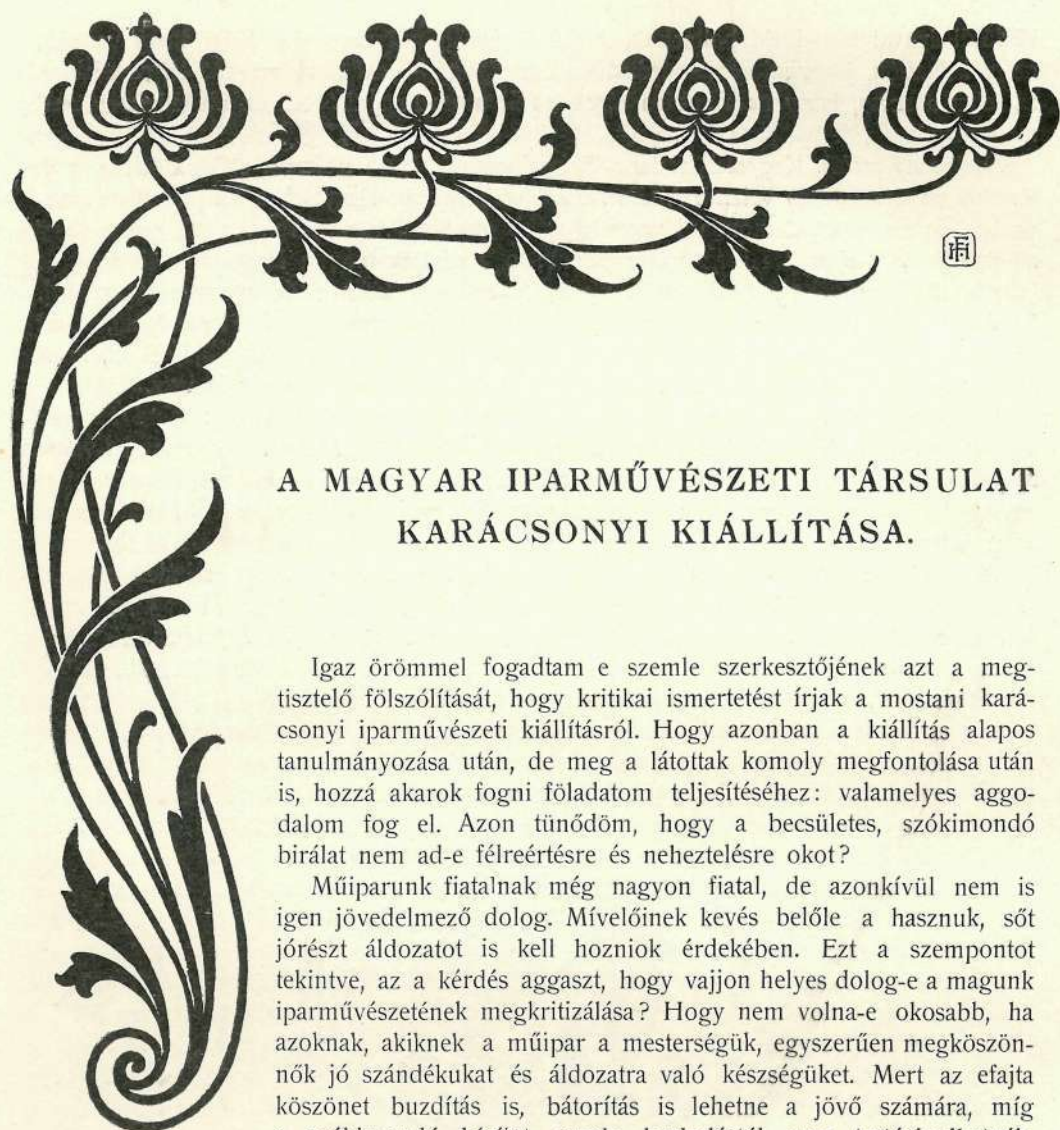 A MAGYAR IPARMŰVÉSZETI TÁRSULAT
KARÁCSONYI KIÁLLÍTÁSA.
Igaz örömmel fogadtam e szemle szerkesztőjének azt a meg-
tisztelő fölszólítását, hogy kritikai ismertetést írjak a mostani kará-
csonyi iparművészeti kiállításról. Hogy azonban a kiállítás alapos
tanulmányozása után, de meg a látottak komoly megfontolása után
is, hozzá akarok fogni föladatom teljesítéséhez: valamelyes aggo-
dalom fog el. Azon tünődöm, hogy a becsületes, szókimondó
birálat nem ad-e félreértésre és neheztelésre okot?
Műiparunk fiatalnak még nagyon fiatal, de azonkívül nem is
igen jövedelmező dolog. Mívelőinek kevés belőle a hasznuk, sőt
jórészt áldozatot is kell hozniok érdekében. Ezt a szempontot
tekintve, az a kérdés aggaszt, hogy vajjon helyes dolog-e a magunk
iparművészetének megkritizálása? Hogy nem volna-e okosabb, ha
azoknak, akiknek a műipar a mesterségük, egyszerűen megköszön-
nők jó szándékukat és áldozatra való készségüket. Mert az efajta
köszönet buzdítás is, bátorítás is lehetne a jövő számára, míg